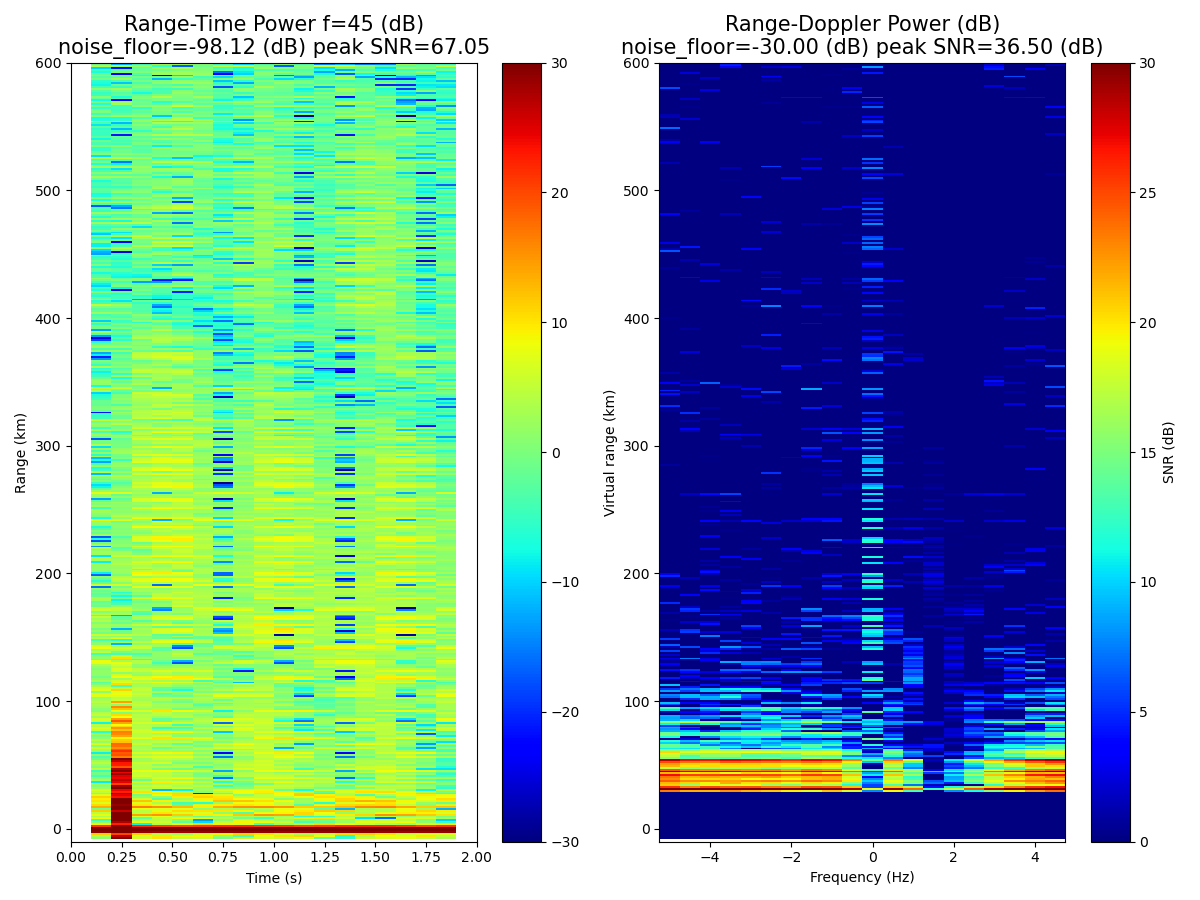 Range-Time Power f=45 (dB)
noise_floor=-98.12 (dB) peak SNR=67.05
600
500
400
300
200
100
0
Range (km)
0.00 0.25 0.50 0.75 1.00 1.25 1.50 1.75 2.00
Time (s)
30
20
10
0
−10
−20
−30
Range-Doppler Power (dB)
noise_floor=-30.00 (dB) peak SNR=36.50 (dB)
600
500
400
300
200
100
0
Virtual range (km)
−4 −2 0 2 4
Frequency (Hz)
30
25
20
15
10
5
0
SNR (dB)